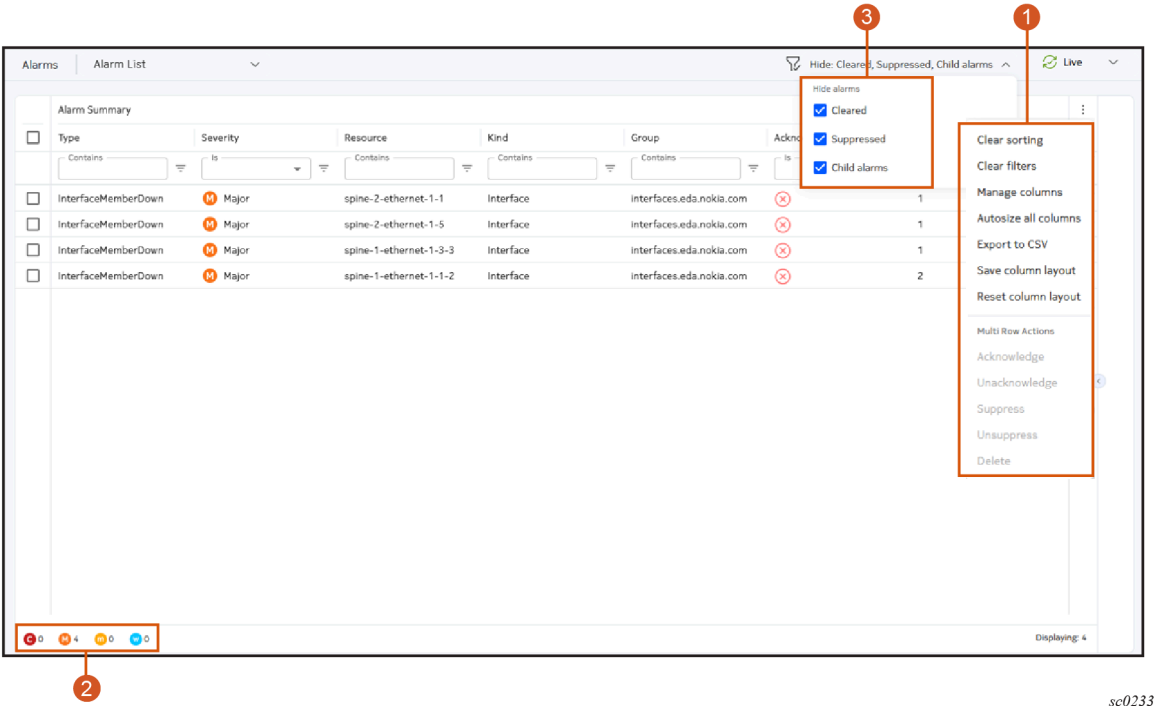 3 1
Alarms Alarm List Hide: Cleared, Suppressed, Child alarms Live
Hide alarms
Cleared
Suppressed
Child alarms
Alarm Summary
Type Severity Resource Kind Group Ackno
Contains Is Contains Contains Contains Is
InterfaceMemberDown M Major spine-2-ethernet-1-1 Interface interfaces.eda.nokia.com 1
InterfaceMemberDown M Major spine-2-ethernet-1-5 Interface interfaces.eda.nokia.com 1
InterfaceMemberDown M Major spine-1-ethernet-1-3-3 Interface interfaces.eda.nokia.com 1
InterfaceMemberDown M Major spine-1-ethernet-1-1-2 Interface interfaces.eda.nokia.com 2
Clear sorting
Clear filters
Manage columns
Autosize all columns
Export to CSV
Save column layout
Reset column layout
Multi Row Actions
Acknowledge
Unacknowledge
Suppress
Unsuppress
Delete
C 0 M 4 m 0 w 0 Displaying: 4
2
sc0233